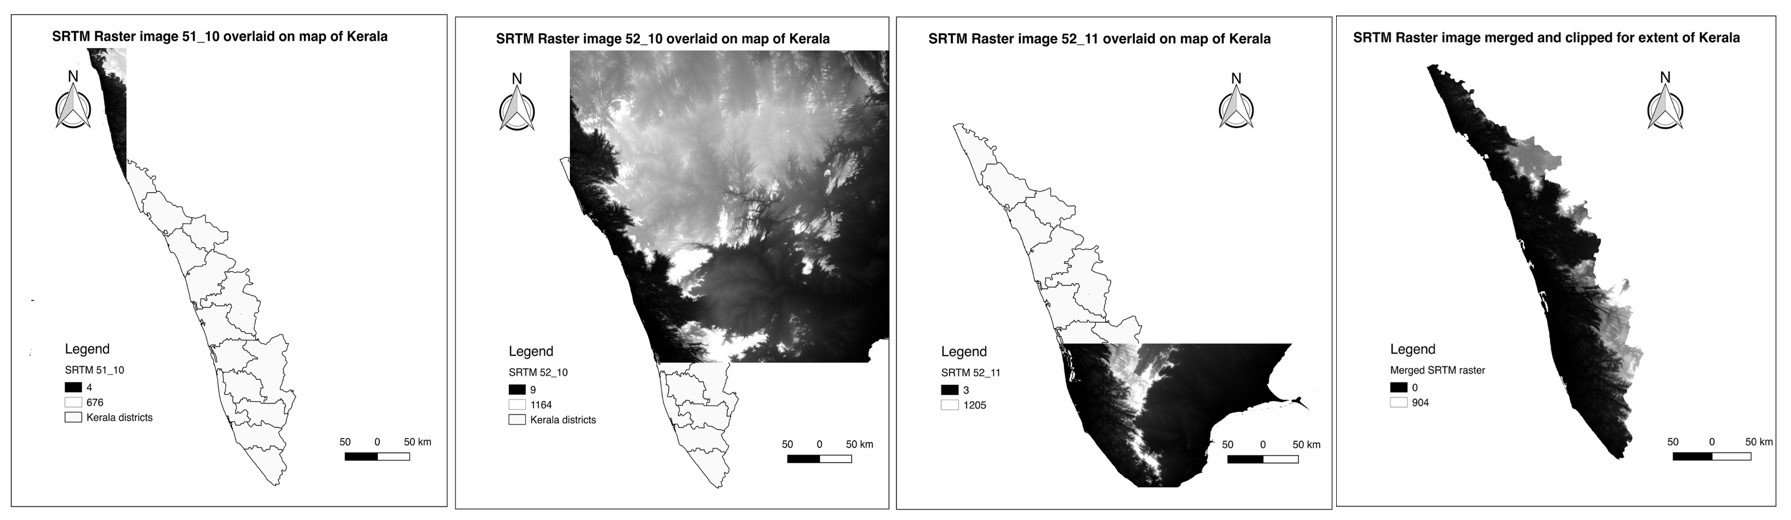 SRTM Raster image 51_10 overlaid on map of Kerala
N
Legend
SRTM 51_10
4
676
Kerala districts
50 0 50 km
SRTM Raster image 52_10 overlaid on map of Kerala
N
Legend
SRTM 52_10
9
1164
Kerala districts
50 0 50 km
SRTM Raster image 52_11 overlaid on map of Kerala
N
Legend
SRTM 52_11
3
1205
50 0 50 km
SRTM Raster image merged and clipped for extent of Kerala
N
Legend
Merged SRTM raster
0
904
50 0 50 km